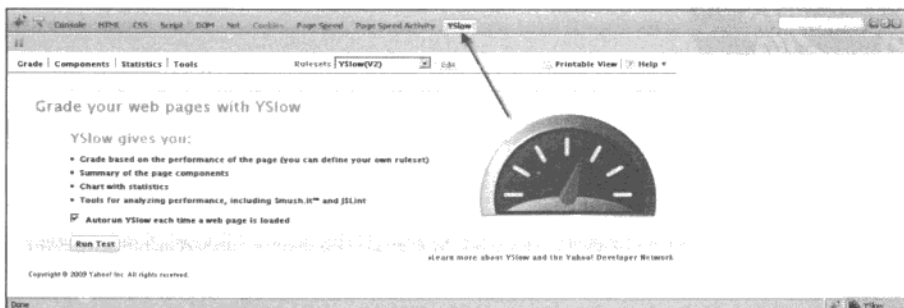 Console HTML CSS Script DOM Net Cookies Page Speed Page Speed Activity YSlow
Grade Components Statistics Tools Rulesets YSlow(V2) Edit Printable View Help
Grade your web pages with YSlow
YSlow gives you:
• Grade based on the performance of the page (you can define your own ruleset)
• Summary of the page components
• Chart with statistics
• Tools for analyzing performance, including Smush.it™ and JSLint
Autorun YSlow each time a web page is loaded
Run Test
»Learn more about YSlow and the Yahoo! Developer Network
Copyright © 2009 Yahoo! Inc. All rights reserved.
Done YSlow